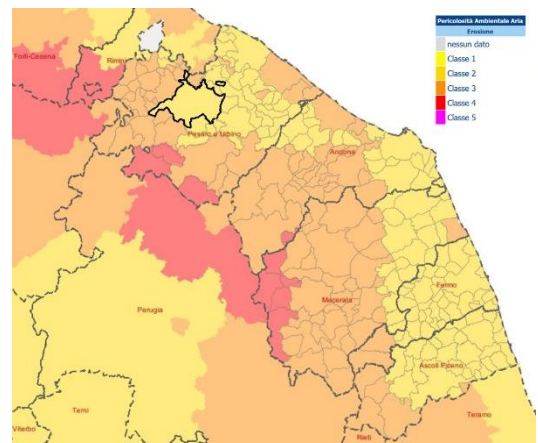 Pericolosità Ambientale Aria
Erosione
nessun dato
Classe 1
Classe 2
Classe 3
Classe 4
Classe 5
Forlì-Cesena
Rimini
Pesaro e Urbino
Ancona
Macerata
Fermo
Perugia
Ascoli Piceno
Terni
Teramo
Viterbo
Rieti